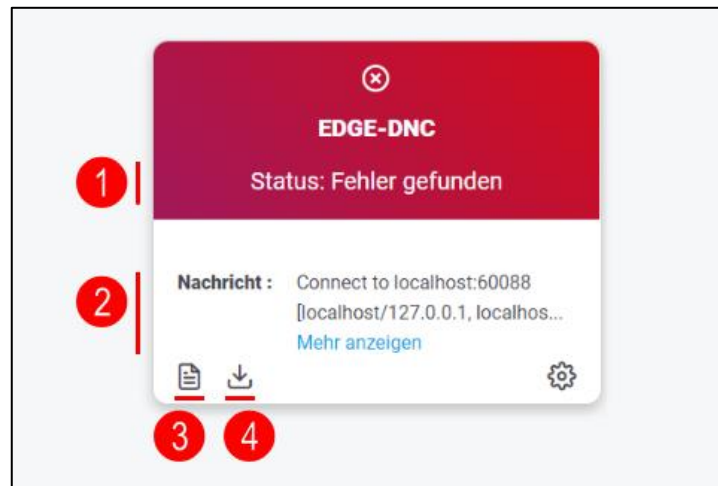 EDGE-DNC
1
Status: Fehler gefunden
2
Nachricht : Connect to localhost:60088
[localhost/127.0.0.1, localhos...
Mehr anzeigen
3 4